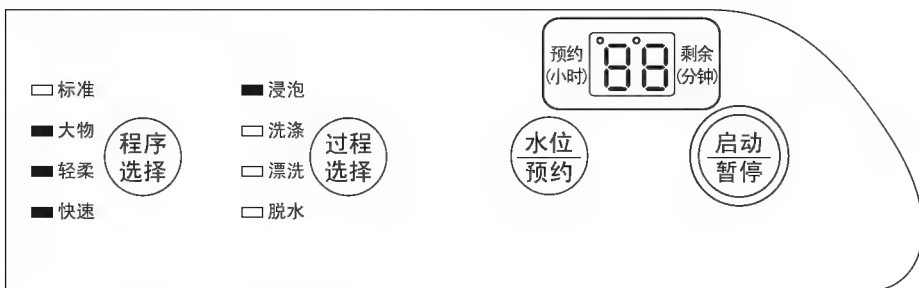 预约
(小时)
88
剩余
(分钟)
标准
大物
轻柔
快速
程序
选择
浸泡
洗涤
漂洗
脱水
过程
选择
水位
预约
启动
暂停